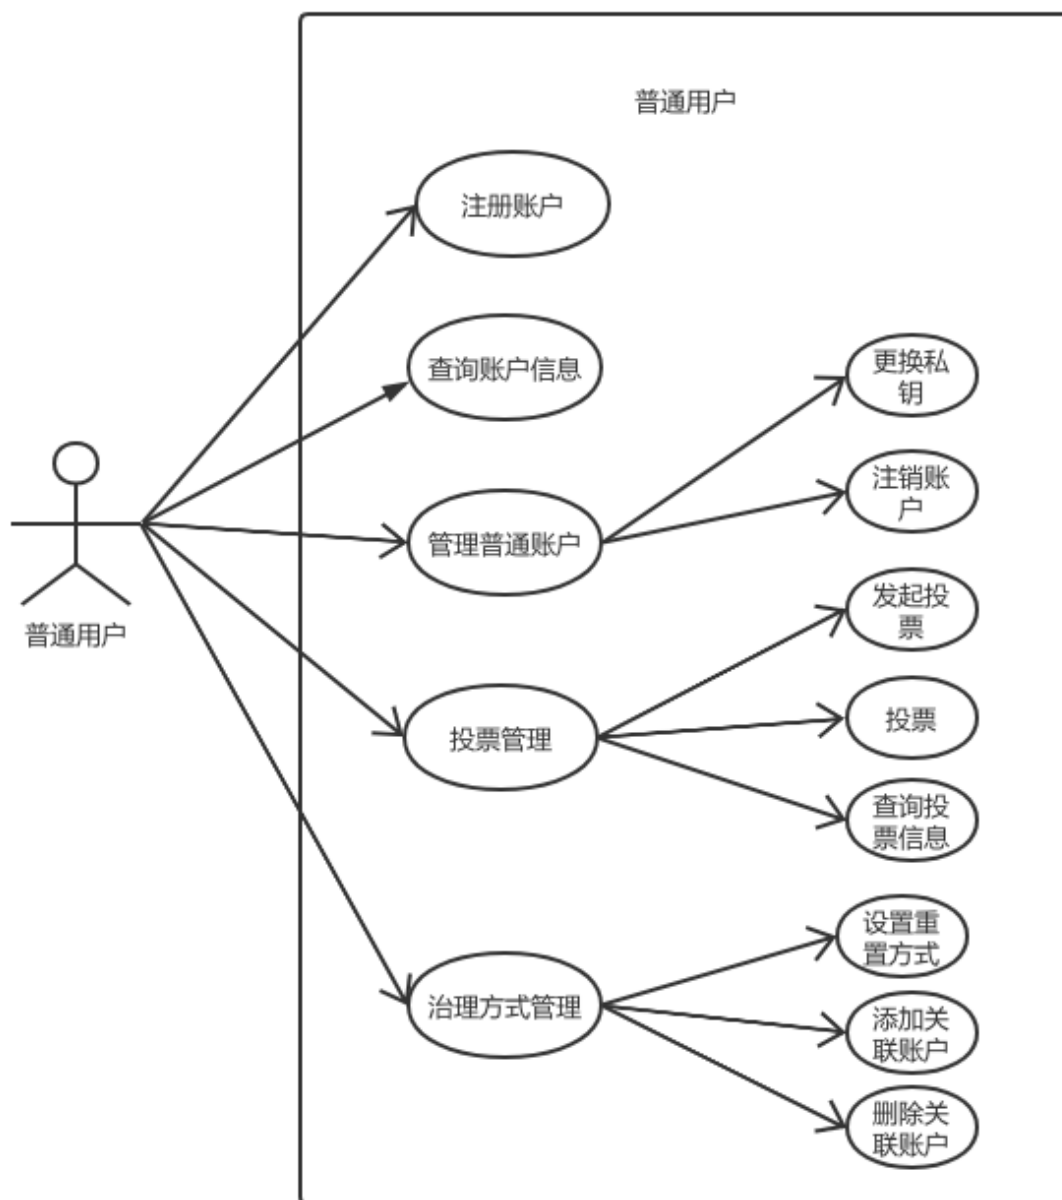 普通用户
注册账户
查询账户信息
更换私
钥
注销账
户
管理普通账户
发起投
票
普通用户
投票
投票管理
查询投
票信息
设置重
置方式
治理方式管理
添加关
联账户
删除关
联账户